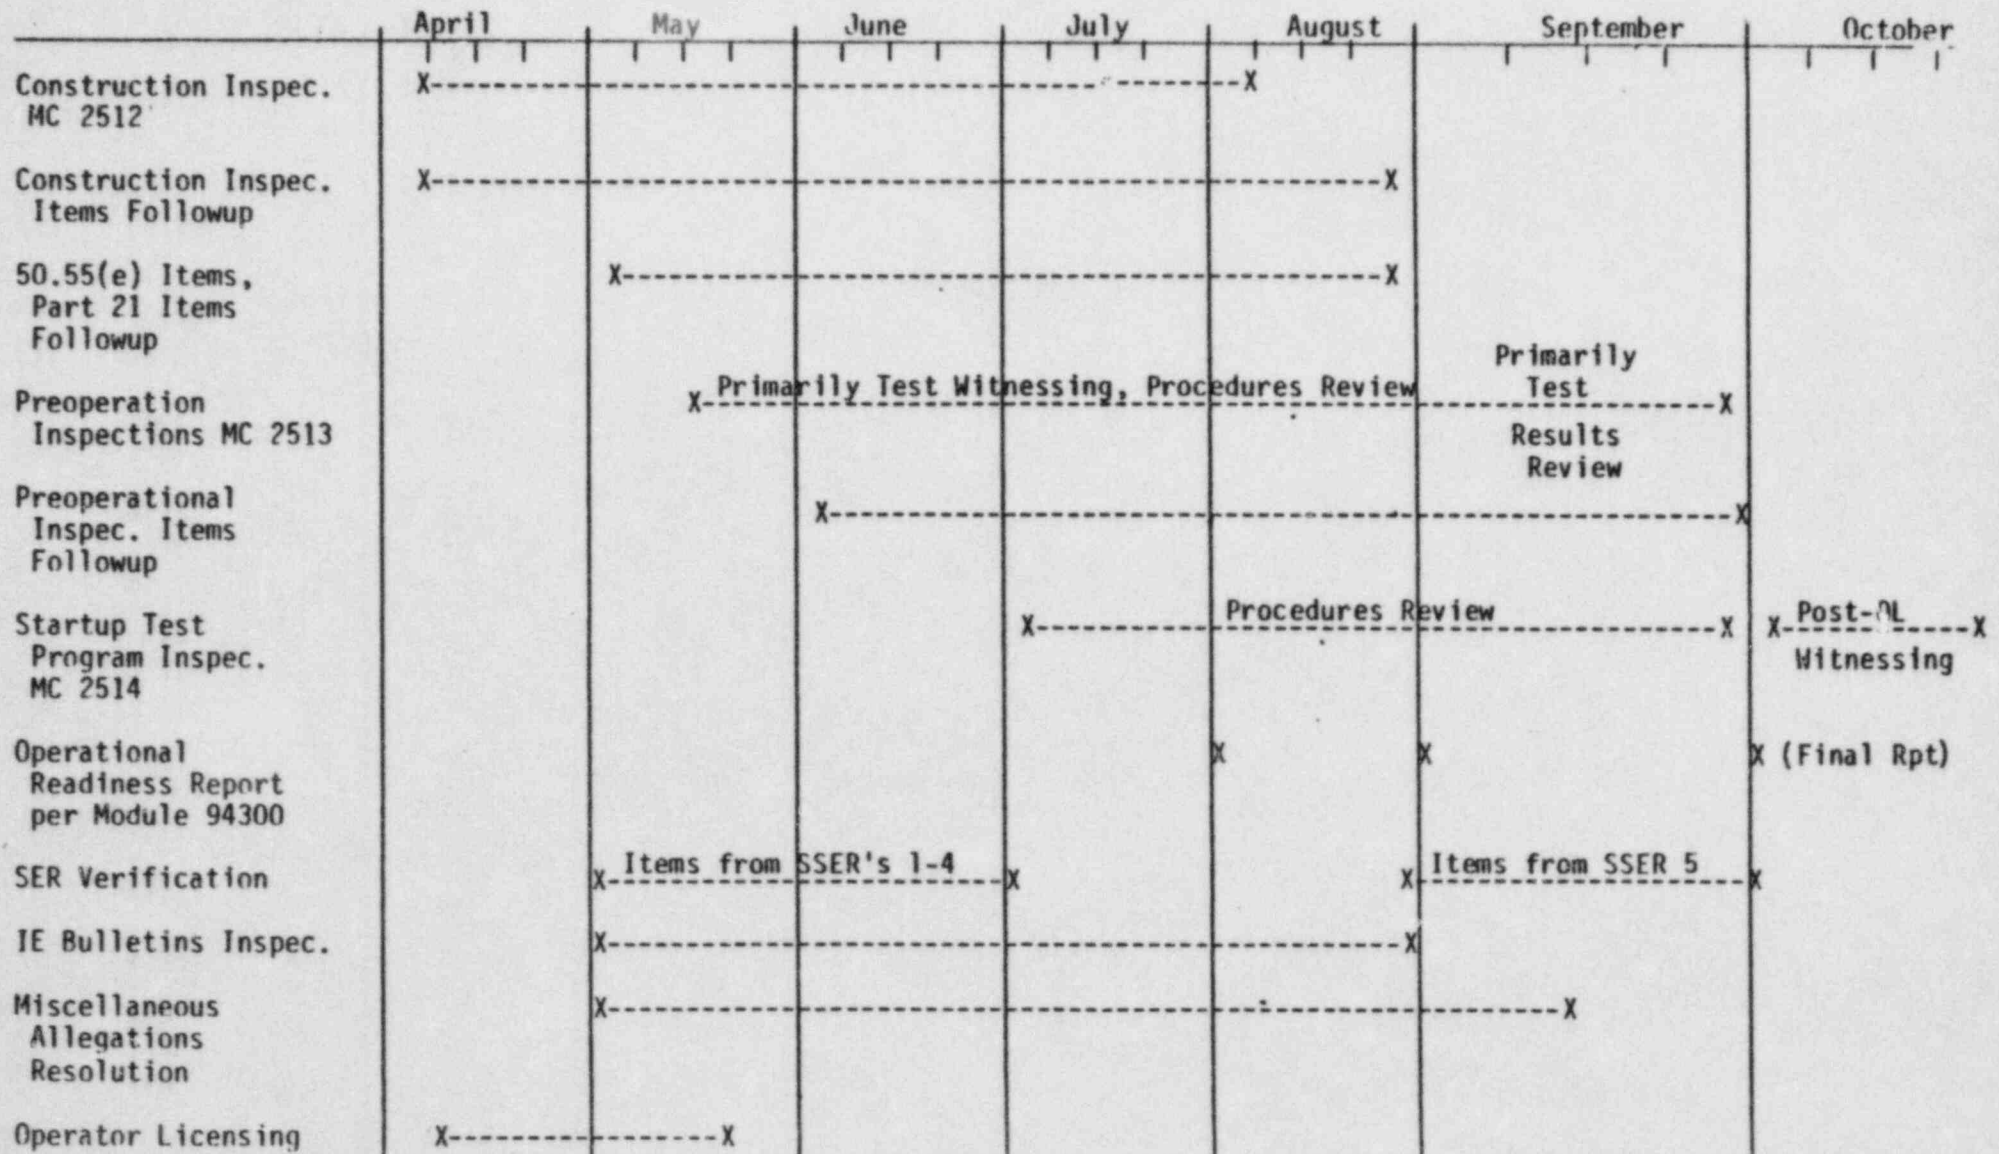 April May June July August September October
Construction Inspec. X--------------------X
MC 2512
Construction Inspec. X--------------------X
Items Followup
50.55(e) Items, X--------------------X
Part 21 Items
Followup
Primarily
Primarily Test Witnessing, Procedures Review Test
Preoperation X--------------------X
Inspections MC 2513 Results
Review
Preoperational X--------------------X
Inspec. Items
Followup
Procedures Review Post-OL
Startup Test X--------------------X X----------X
Program Inspec. Witnessing
MC 2514
Operational X X X (Final Rpt)
Readiness Report
per Module 94300
Items from SSER's 1-4 Items from SSER 5
SER Verification X----------X X----------X
IE Bulletins Inspec. X--------------------X
Miscellaneous X--------------------X
Allegations
Resolution
Operator Licensing X----------X